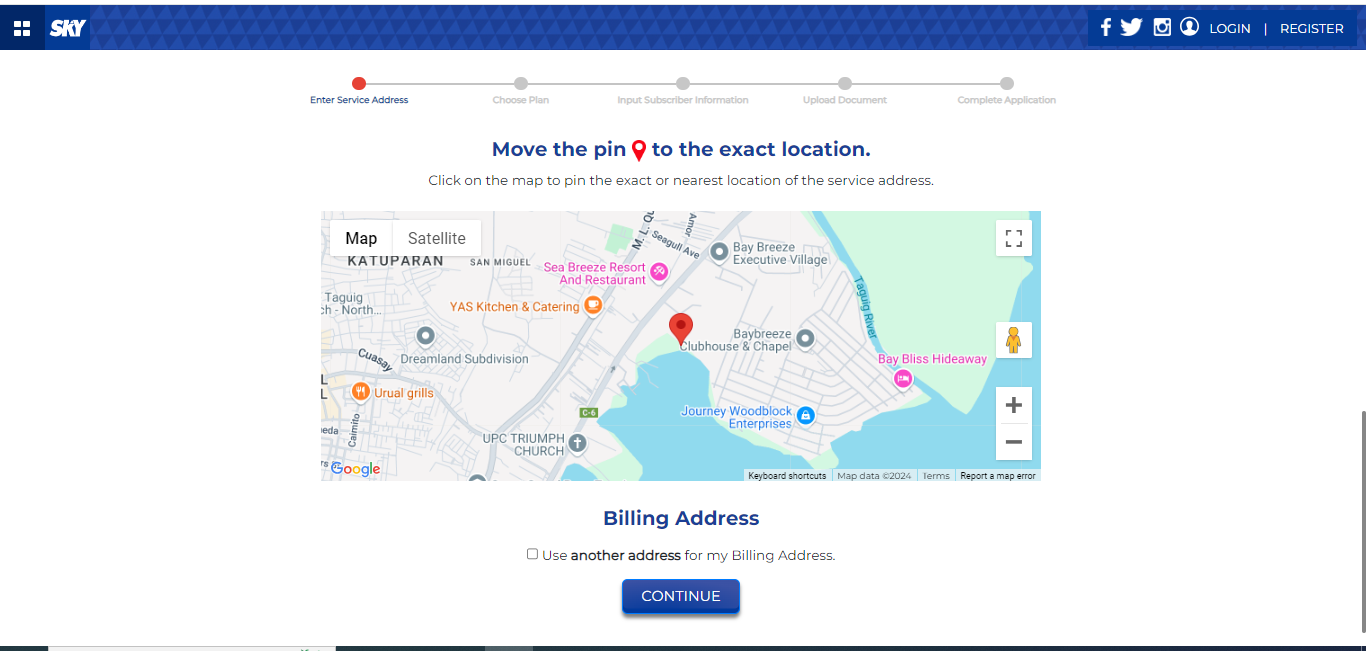 SKY
LOGIN | REGISTER
Enter Service Address
Choose Plan
Input Subscriber information
Upload Document
Complete Application
Move the pin to the exact location.
Click on the map to pin the exact or nearest location of the service address.
Map
Satellite
KATUPARAN
SAN MIGUEL
M. L. QU
Seagull Ave
Amor
Bay Breeze
Executive Village
Sea Breeze Resort
And Restaurant
Taguig
ch - North...
YAS Kitchen & Catering
Taguig River
Dreamland Subdivision
Cuasay
Baybreeze
Clubhouse & Chapel
Bay Bliss Hideaway
Urual grills
Caimito
C-6
Journey Woodblock
Enterprises
UPC TRIUMPH
CHURCH
eda
rs
Google
Keyboard shortcuts
Map data ©2024
Terms
Report a map error
Billing Address
Use another address for my Billing Address.
CONTINUE